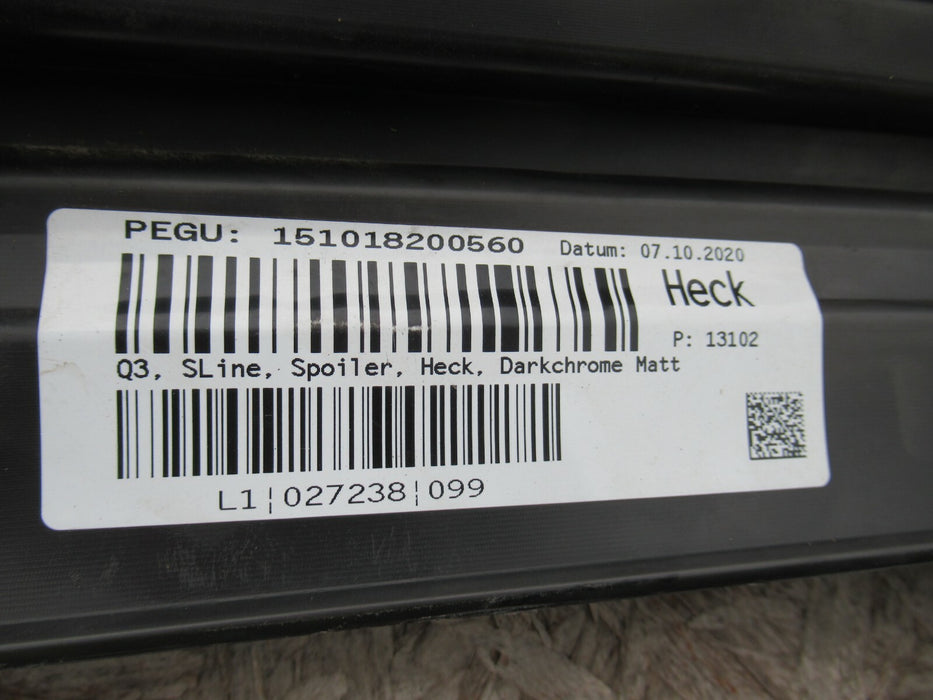 PEGU: 151018200560 Datum: 07.10.2020
Heck
P: 13102
Q3, SLine, Spoiler, Heck, Darkchrome Matt
L1¦027238¦099